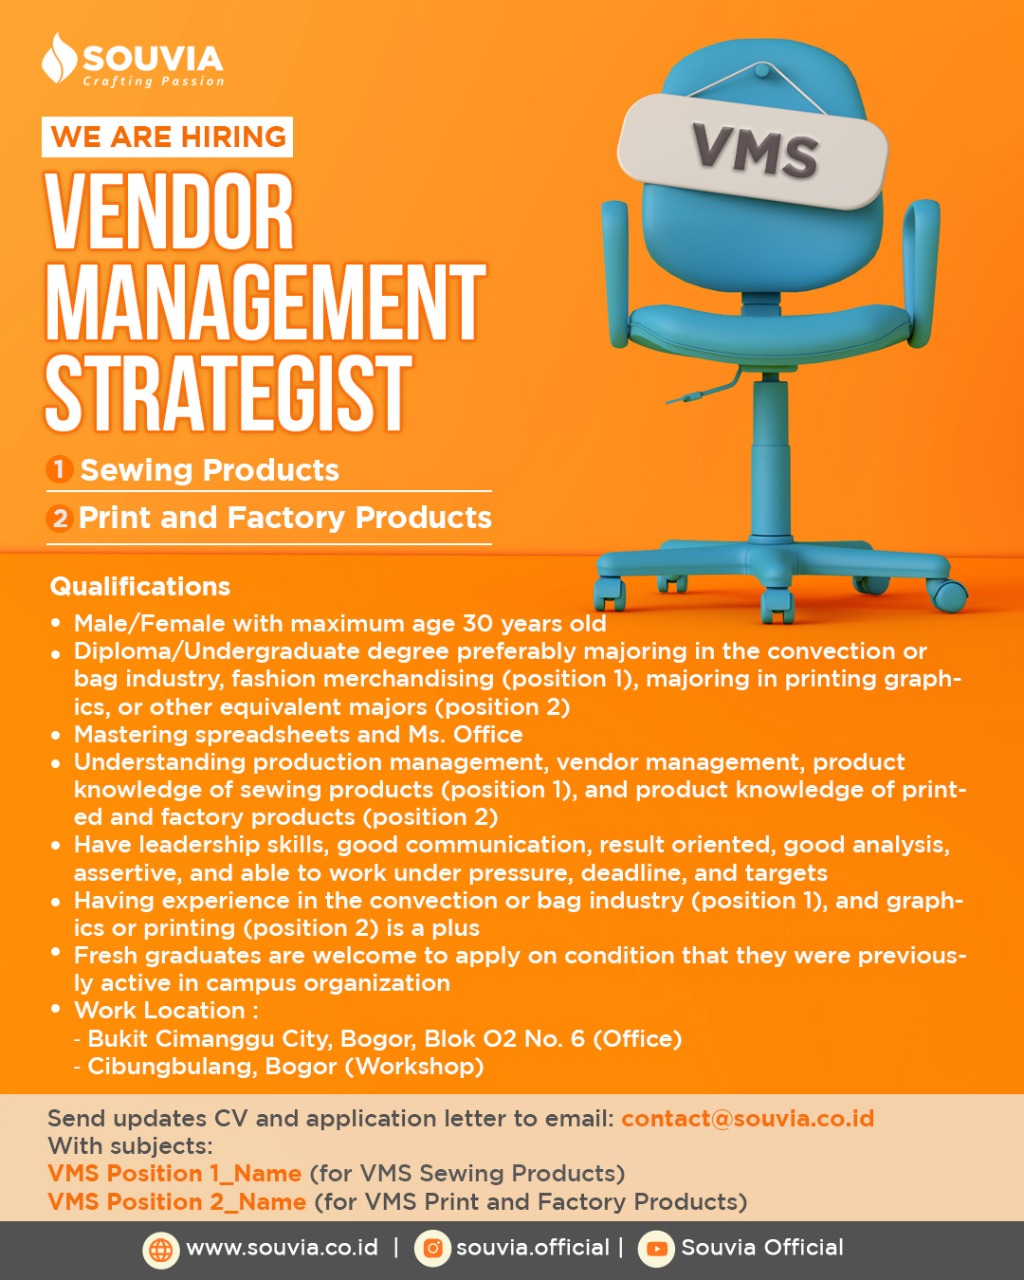 SOUVIA
Crafting Passion
WE ARE HIRING
VENDOR
MANAGEMENT
STRATEGIST
1 Sewing Products
2 Print and Factory Products
VMS
Qualifications
• Male/Female with maximum age 30 years old
• Diploma/Undergraduate degree preferably majoring in the convection or
bag industry, fashion merchandising (position 1), majoring in printing graph-
ics, or other equivalent majors (position 2)
• Mastering spreadsheets and Ms. Office
• Understanding production management, vendor management, product
knowledge of sewing products (position 1), and product knowledge of print-
ed and factory products (position 2)
• Have leadership skills, good communication, result oriented, good analysis,
assertive, and able to work under pressure, deadline, and targets
• Having experience in the convection or bag industry (position 1), and graph-
ics or printing (position 2) is a plus
• Fresh graduates are welcome to apply on condition that they were previous-
ly active in campus organization
• Work Location :
- Bukit Cimanggu City, Bogor, Blok O2 No. 6 (Office)
- Cibungbulang, Bogor (Workshop)
Send updates CV and application letter to email: contact@souvia.co.id
With subjects:
VMS Position 1_Name (for VMS Sewing Products)
VMS Position 2_Name (for VMS Print and Factory Products)
www.souvia.co.id | souvia.official | Souvia Official